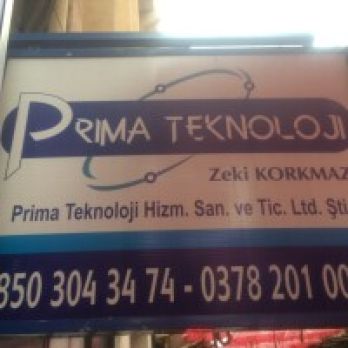 PRIMA TEKNOLOJI
Zeki KORKMAZ
Prima Teknoloji Hizm. San. ve Tic. Ltd. Şti
850 304 34 74 - 0378 201 00